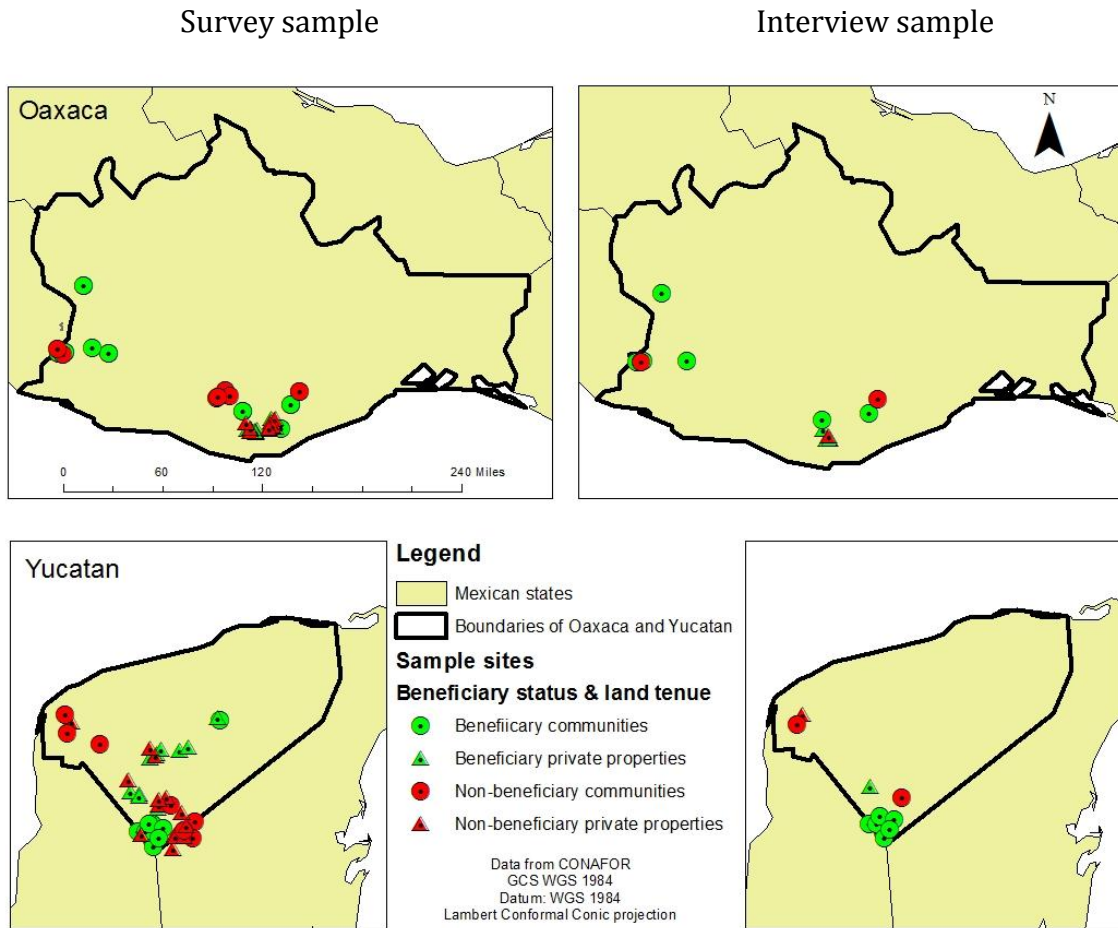 Survey sample
Interview sample
Oaxaca
N
1
0 60 120 240 Miles
Yucatan
Legend
Mexican states
Boundaries of Oaxaca and Yucatan
Sample sites
Beneficiary status & land tenue
Benefiicary communities
Beneficiary private properties
Non-beneficiary communities
Non-beneficiary private properties
Data from CONAFOR
GCS WGS 1984
Datum: WGS 1984
Lambert Conformal Conic projection